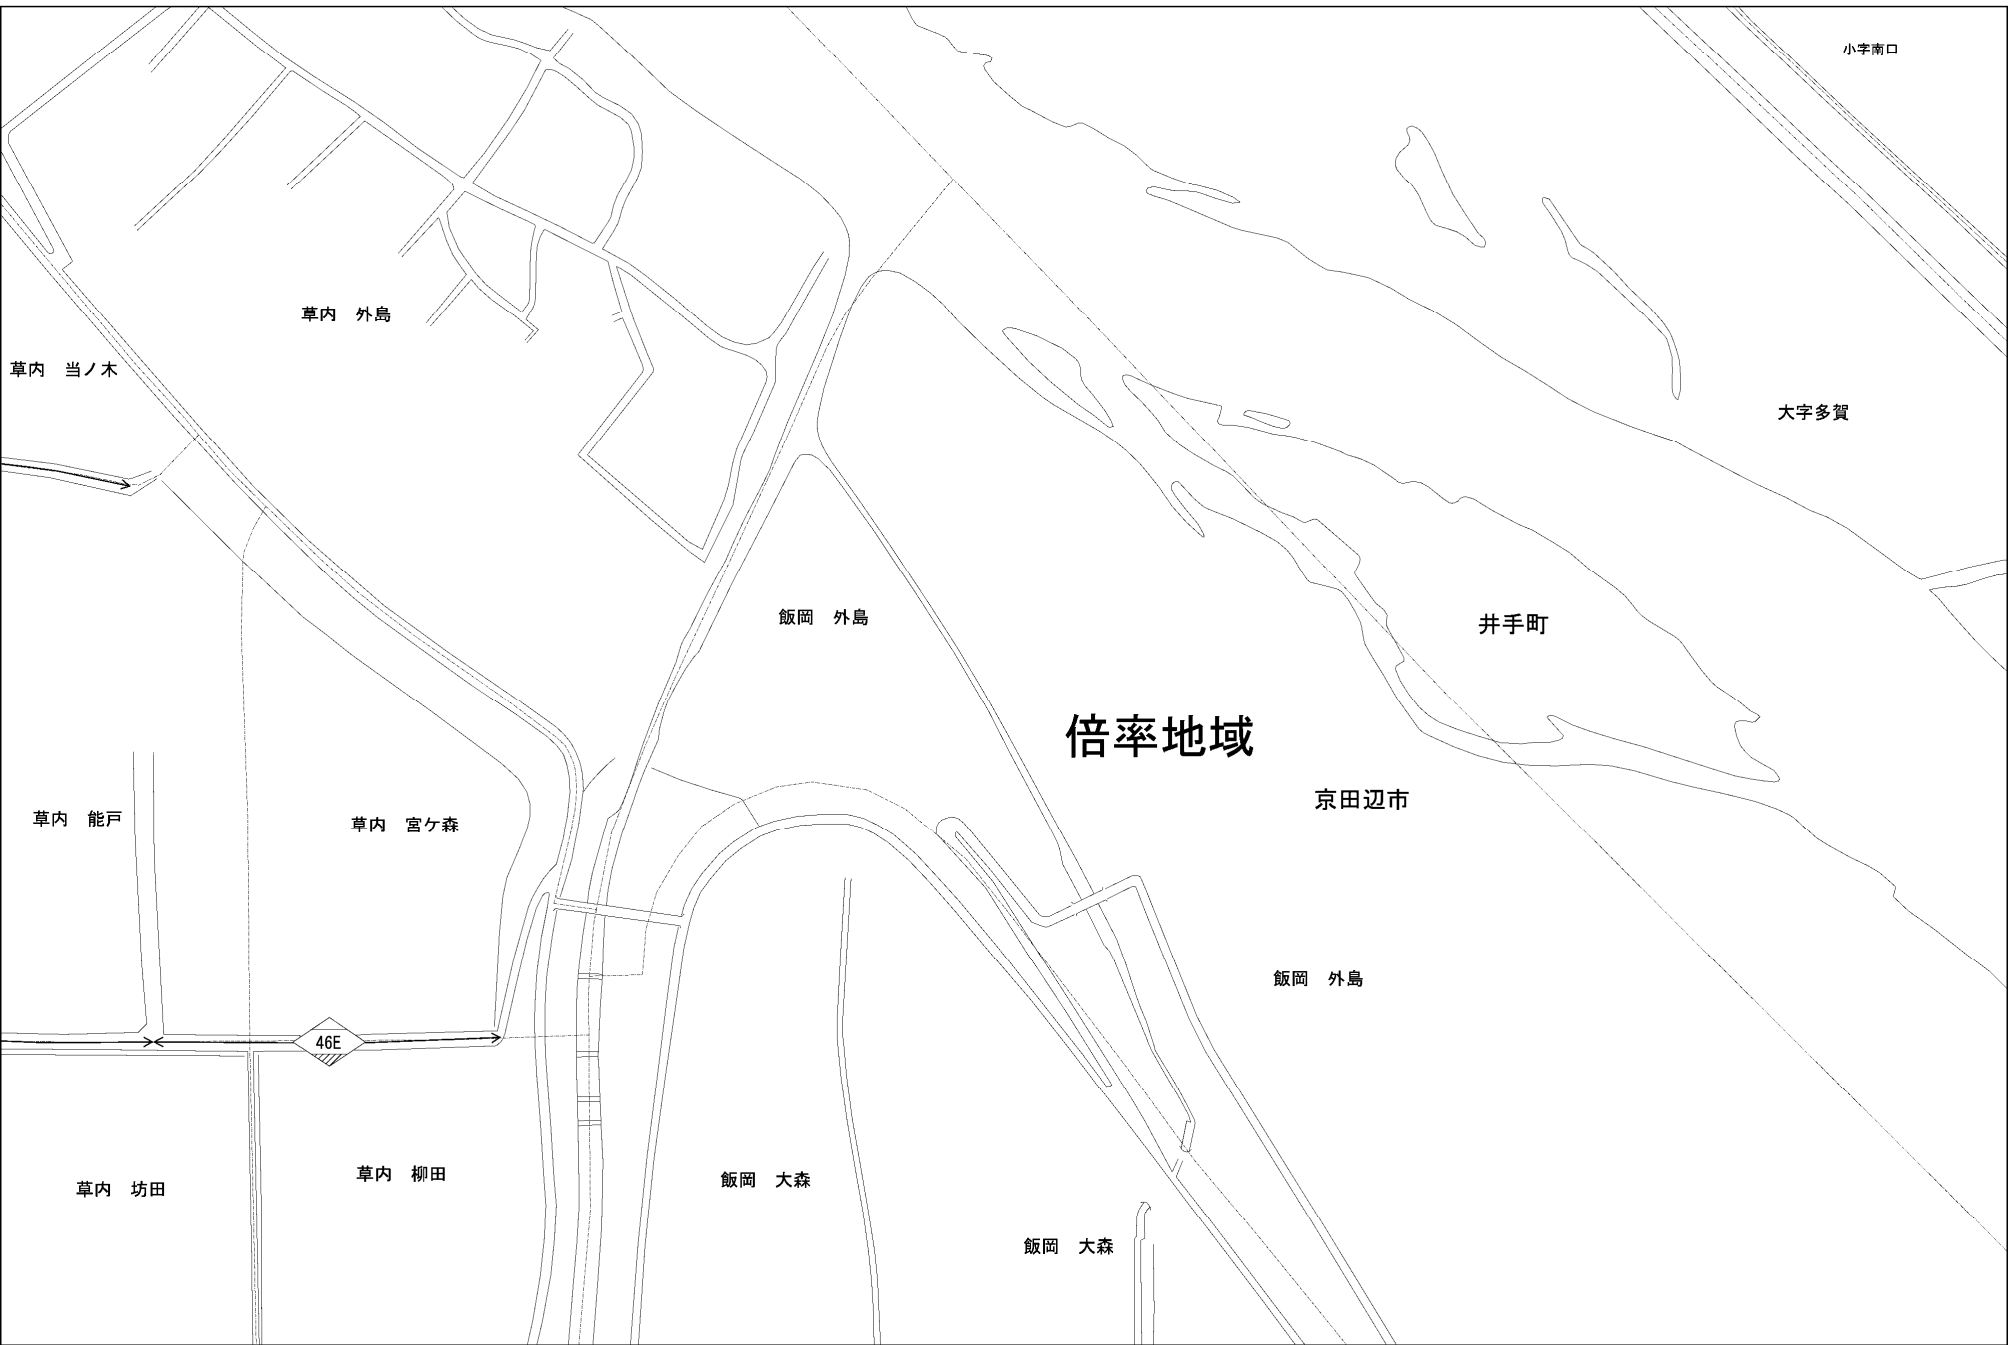 小字南口
草内　外島
草内　当ノ木
大字多賀
飯岡　外島
井手町
倍率地域
京田辺市
草内　能戸
草内　宮ケ森
飯岡　外島
46E
草内　坊田
草内　柳田
飯岡　大森
飯岡　大森